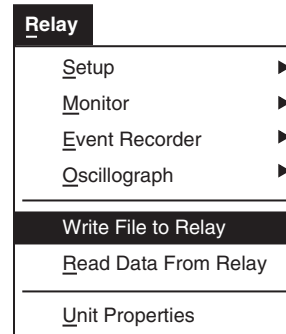 Relay
Setup
Monitor
Event Recorder
Oscillograph
Write File to Relay
Read Data From Relay
Unit Properties